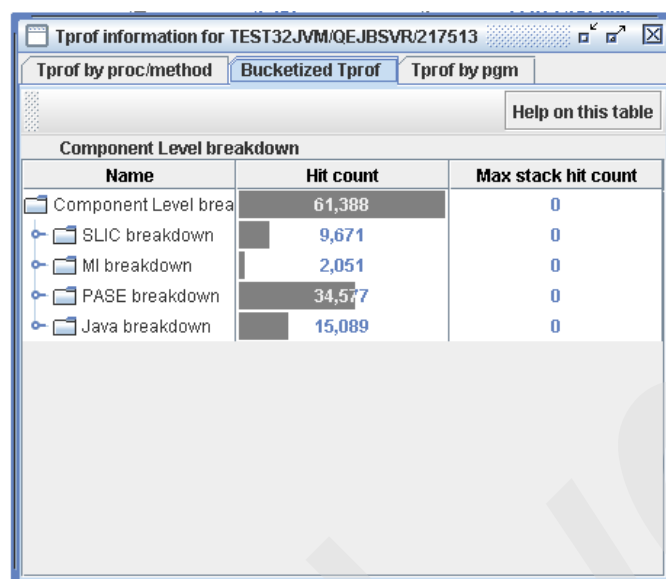 Tprof information for TEST32JVM/QEJBSVR/217513
Tprof by proc/method Bucketized Tprof Tprof by pgm
Help on this table
Component Level breakdown
Name Hit count Max stack hit count
Component Level brea 61,388 0
SLIC breakdown 9,671 0
MI breakdown 2,051 0
PASE breakdown 34,577 0
Java breakdown 15,089 0